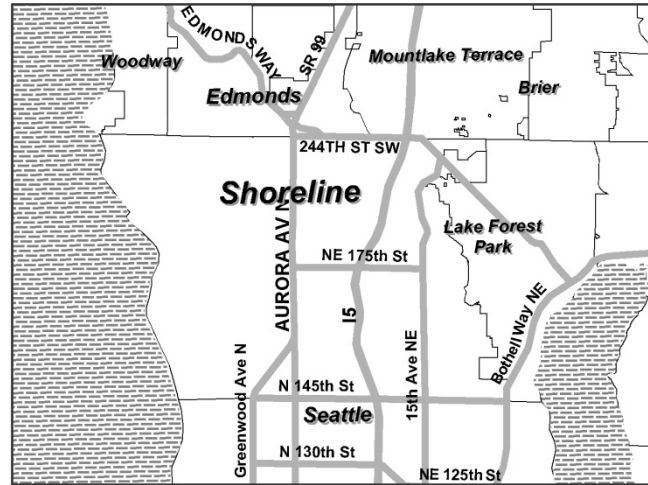 EDMONDS WAY
SR 99
Woodway
Mountlake Terrace
Edmonds
Brier
244TH ST SW
Shoreline
AURORA AV N
Lake Forest
Park
NE 175th St
I5
Bothell Way NE
Greenwood Ave N
15th Ave NE
N 145th St
Seattle
N 130th St
NE 125th St